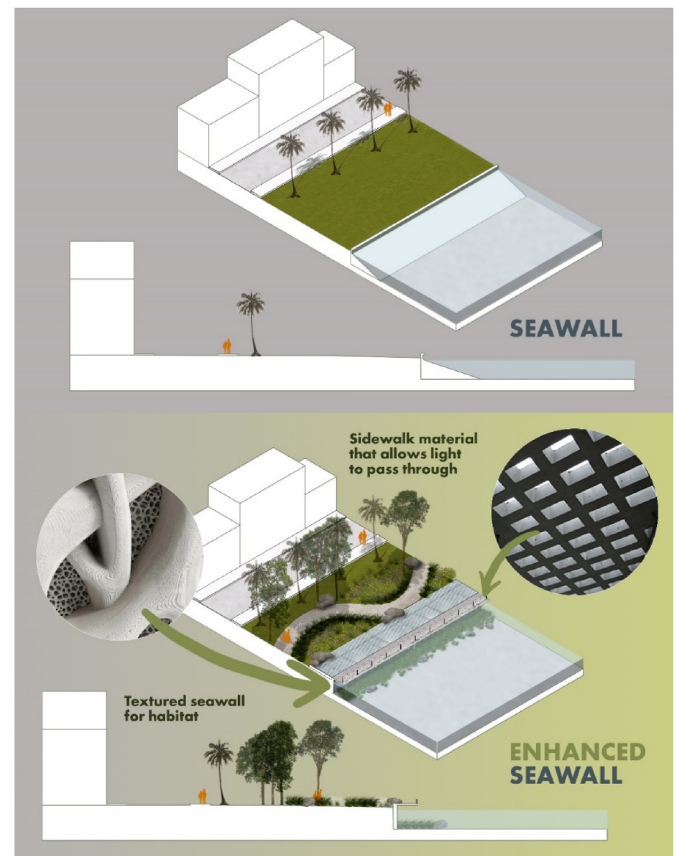 SEAWALL
Sidewalk material
that allows light
to pass through
Textured seawall
for habitat
ENHANCED
SEAWALL